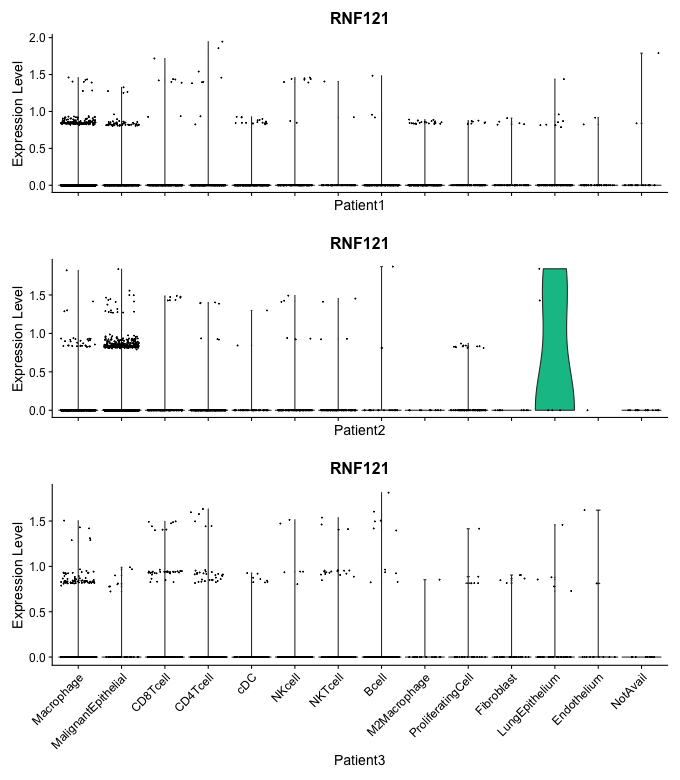 RNF121
Expression Level
2.0
1.5
1.0
0.5
0.0
Patient1
RNF121
Expression Level
1.5
1.0
0.5
0.0
Patient2
RNF121
Expression Level
1.5
1.0
0.5
0.0
Macrophage
MalignantEpithelial
CD8Tcell
CD4Tcell
cDC
NKcell
NKTcell
Bcell
M2Macrophage
ProliferatingCell
Fibroblast
LungEpithelium
Endothelium
NotAvail
Patient3